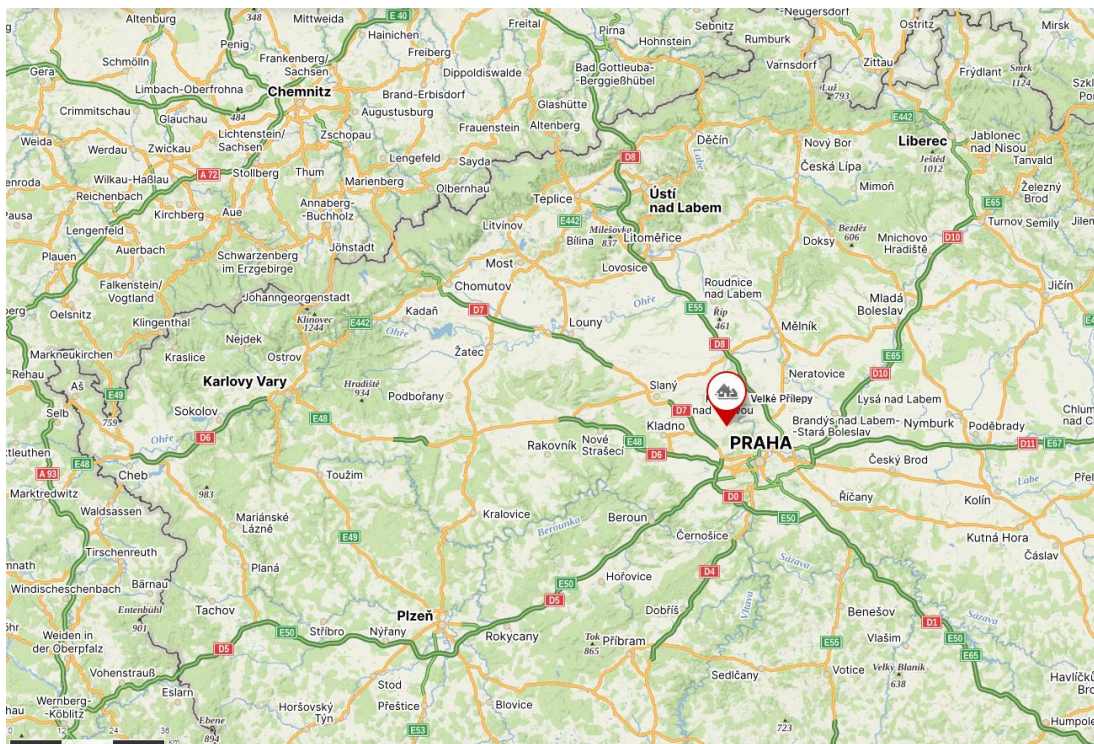 Altenburg
348
Mittweida
E 40
Hainichen
Freital
Pirna
Hohnstein
Sebnitz
Rumburk
-Neugersdorf
Ostritz
Mirsk
Schmölln
Penig
Frankenberg/
Sachsen
Freiberg
Dippoldiswalde
Bad Gottleuba-
-Berggießhübel
Varnsdorf
Zittau
Frýdlant
Smrk
1124
Gera
Limbach-Oberfrohna
Chemnitz
Brand-Erbisdorf
Luž
793
Crimmitschau
Glauchau
484
Augustusburg
Glashütte
E442
Weida
Werdau
Zwickau
Lichtenstein/
Sachsen
Zschopau
Frauenstein
Altenberg
Děčín
Labe
Nový Bor
Liberec
Jablonec
nad Nisou
Ještěd
1012
Tanvald
Wilkau-Haßlau
A 72
Stollberg
Thum
Lengefeld
Sayda
D8
Česká Lípa
Reichenbach
Marienberg
Olbernhau
Teplice
Ústí
nad Labem
Mimoň
Železný
Brod
E65
Pausa
Kirchberg
Aue
Annaberg-
-Buchholz
Litvínov
E442
Milešovka
837
Bezděz
606
Turnov
Semily
Lengenfeld
Auerbach
Jöhstadt
Bílina
Litoměřice
Doksy
Mnichovo
Hradiště
D10
Plauen
Schwarzenberg
im Erzgebirge
Most
Lovosice
Falkenstein/
Vogtland
Johanngeorgenstadt
Chomutov
Roudnice
nad Labem
Jičín
Oelsnitz
Klingenthal
Klínovec
1244
E442
Kadaň
D7
Ohře
E55
Říp
461
Mladá
Boleslav
Ohře
Louny
Mělník
Markneukirchen
Kraslice
Nejdek
Ostrov
Žatec
D8
E65
Rehau
Aš
E49
Karlovy Vary
Hradiště
934
Slaný
Neratovice
D10
Selb
759
Sokolov
Podbořany
Velké Přílepy
Lysá nad Labem
D7
Kladno
E48
Ohře
D6
Rakovník
Nové
Strašecí
E48
D6
PRAHA
Brandýs nad Labem-
-Stará Boleslav
Nymburk
Poděbrady
D11
E67
E48
Cheb
A 93
Český Brod
Labe
Marktredwitz
983
Toužim
D0
Říčany
Kolín
Waldsassen
Mariánské
Lázně
Kralovice
Berounka
Beroun
E50
Kutná Hora
Tirschenreuth
E49
Černošice
Čáslav
Planá
Sázava
Windischeschenbach
Bärnau
E50
Hořovice
D4
Entenbühl
901
Tachov
D5
Vltava
Dobříš
Benešov
Sázava
Plzeň
D1
Weiden in
der Oberpfalz
E50
Stříbro
Nýřany
Rokycany
Tok
865
Příbram
E55
Vlašim
E50
D5
E65
Vohenstrauß
Votice
Velký Blaník
638
Eslarn
Stod
Sedlčany
Wernberg-
-Köblitz
Horšovský
Týn
Přeštice
Blovice
Ebene
894
E53
723
0
12
24
36
km